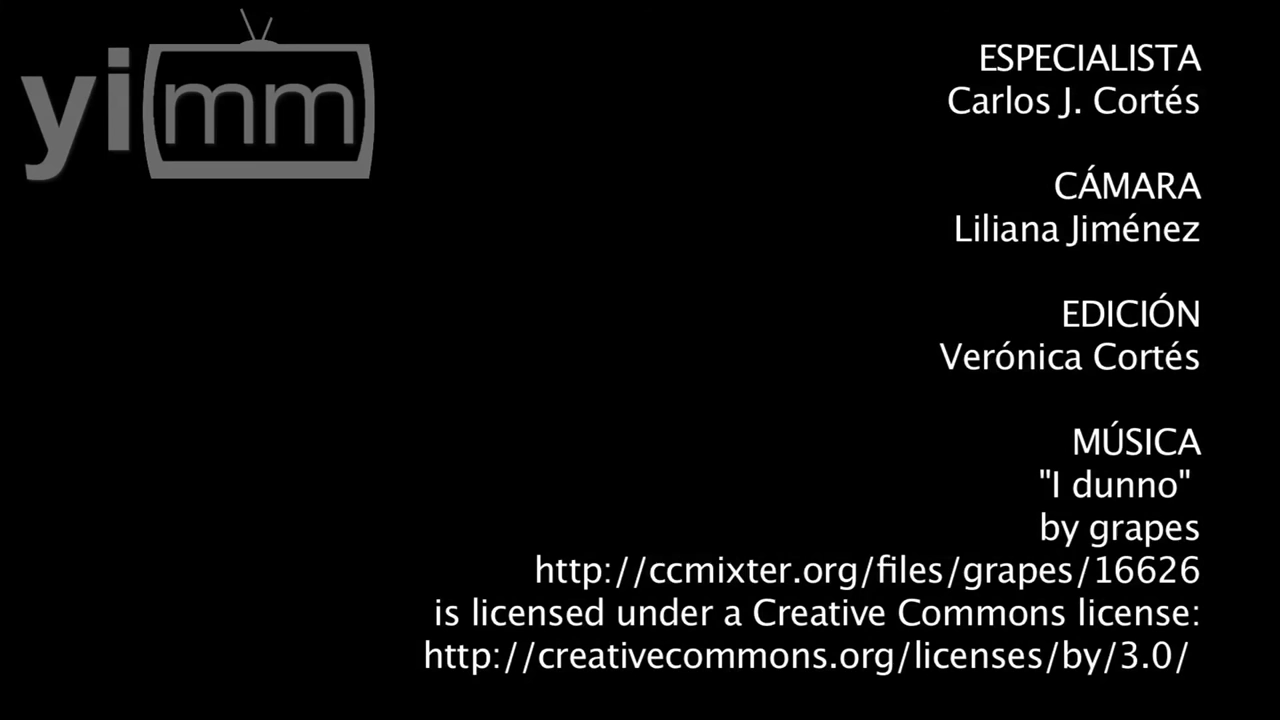 yimm
ESPECIALISTA
Carlos J. Cortés
CÁMARA
Liliana Jiménez
EDICIÓN
Verónica Cortés
MÚSICA
"I dunno"
by grapes
http://ccmixter.org/files/grapes/16626
is licensed under a Creative Commons license:
http://creativecommons.org/licenses/by/3.0/